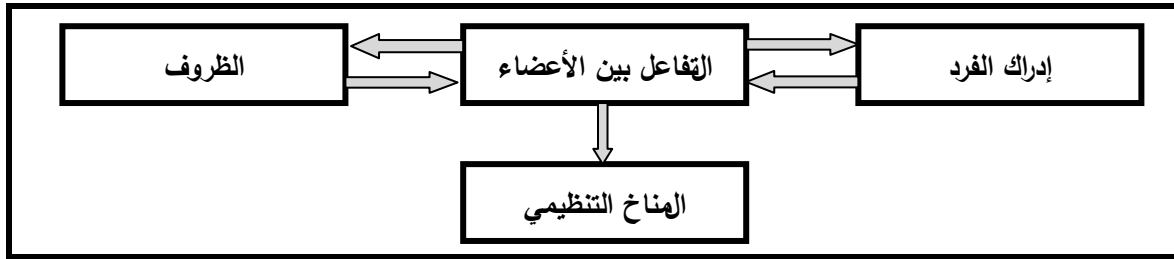 إدراك الفرد
التفاعل بين الأعضاء
الظروف
المناخ التنظيمي